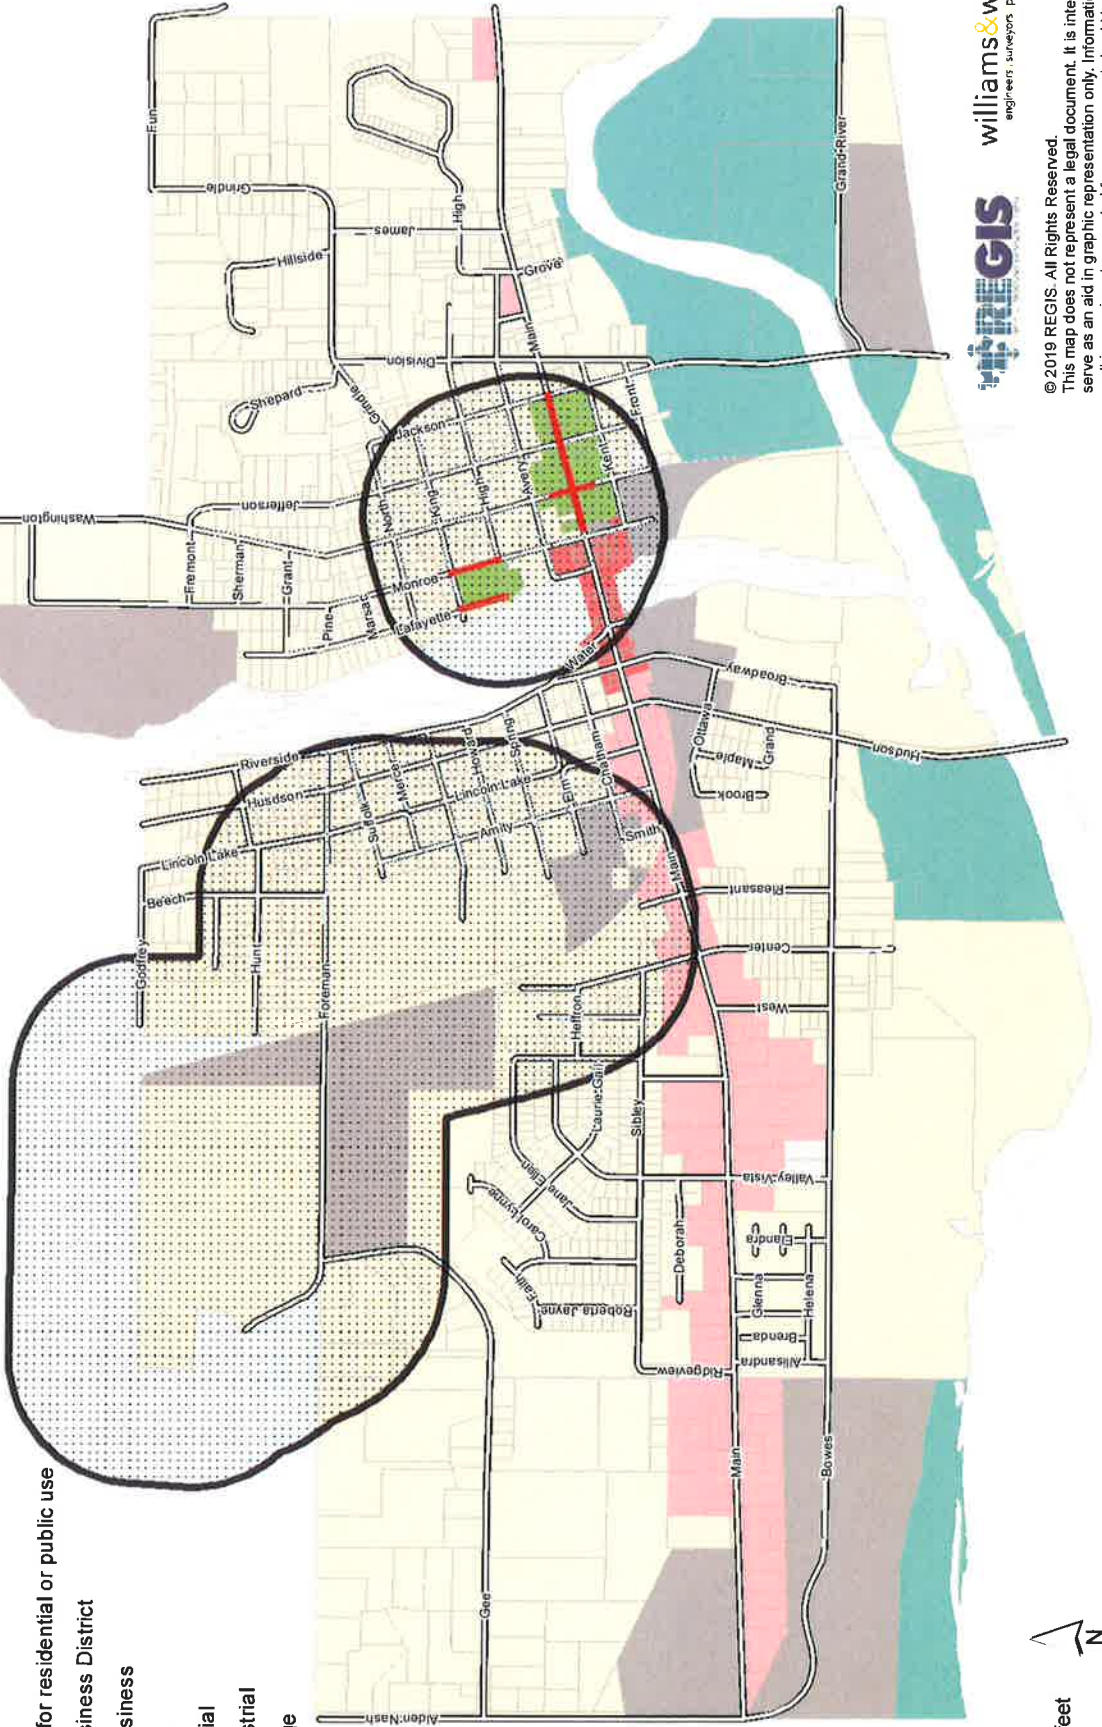 for residential or public use
siness District
siness
ial
strial
ge
feet
N
williams&w
engineers . surveyors
REGIS
© 2019 REGIS. All Rights Reserved.
This map does not represent a legal document. It is inte
serve as an aid in graphic representation only. Informati
Fun
Grindle
Hillside
James
High
Grove
Main
Division
Shepard
Grindle
Jackson
Washington
Jefferson
Fremont
Sherman
Grant
Pine
Marsac
Monroe
Lafayette
North
King
High
Avery
Kent
Front
Grand River
Water
Riverside
Husdson
Lincoln Lake
Beech
Godfrey
Hunt
Foreman
Suffolk
Merce
Howard
Spring
Lincoln Lake
Elm
Chatham
Amity
Smith
Main
Broadway
Ottawa
Maple
Grand
Brook
Hudson
Pleasant
Center
West
Heffron
Laurie Gail
Sibley
Jane Ellen
Carol Lynne
Faith
Roberta Jayne
Deborah
Valley Vista
Elandra
Glenna
Helena
Brenda
Allisandra
Ridgeview
Main
Bowes
Gee
Alden Nash